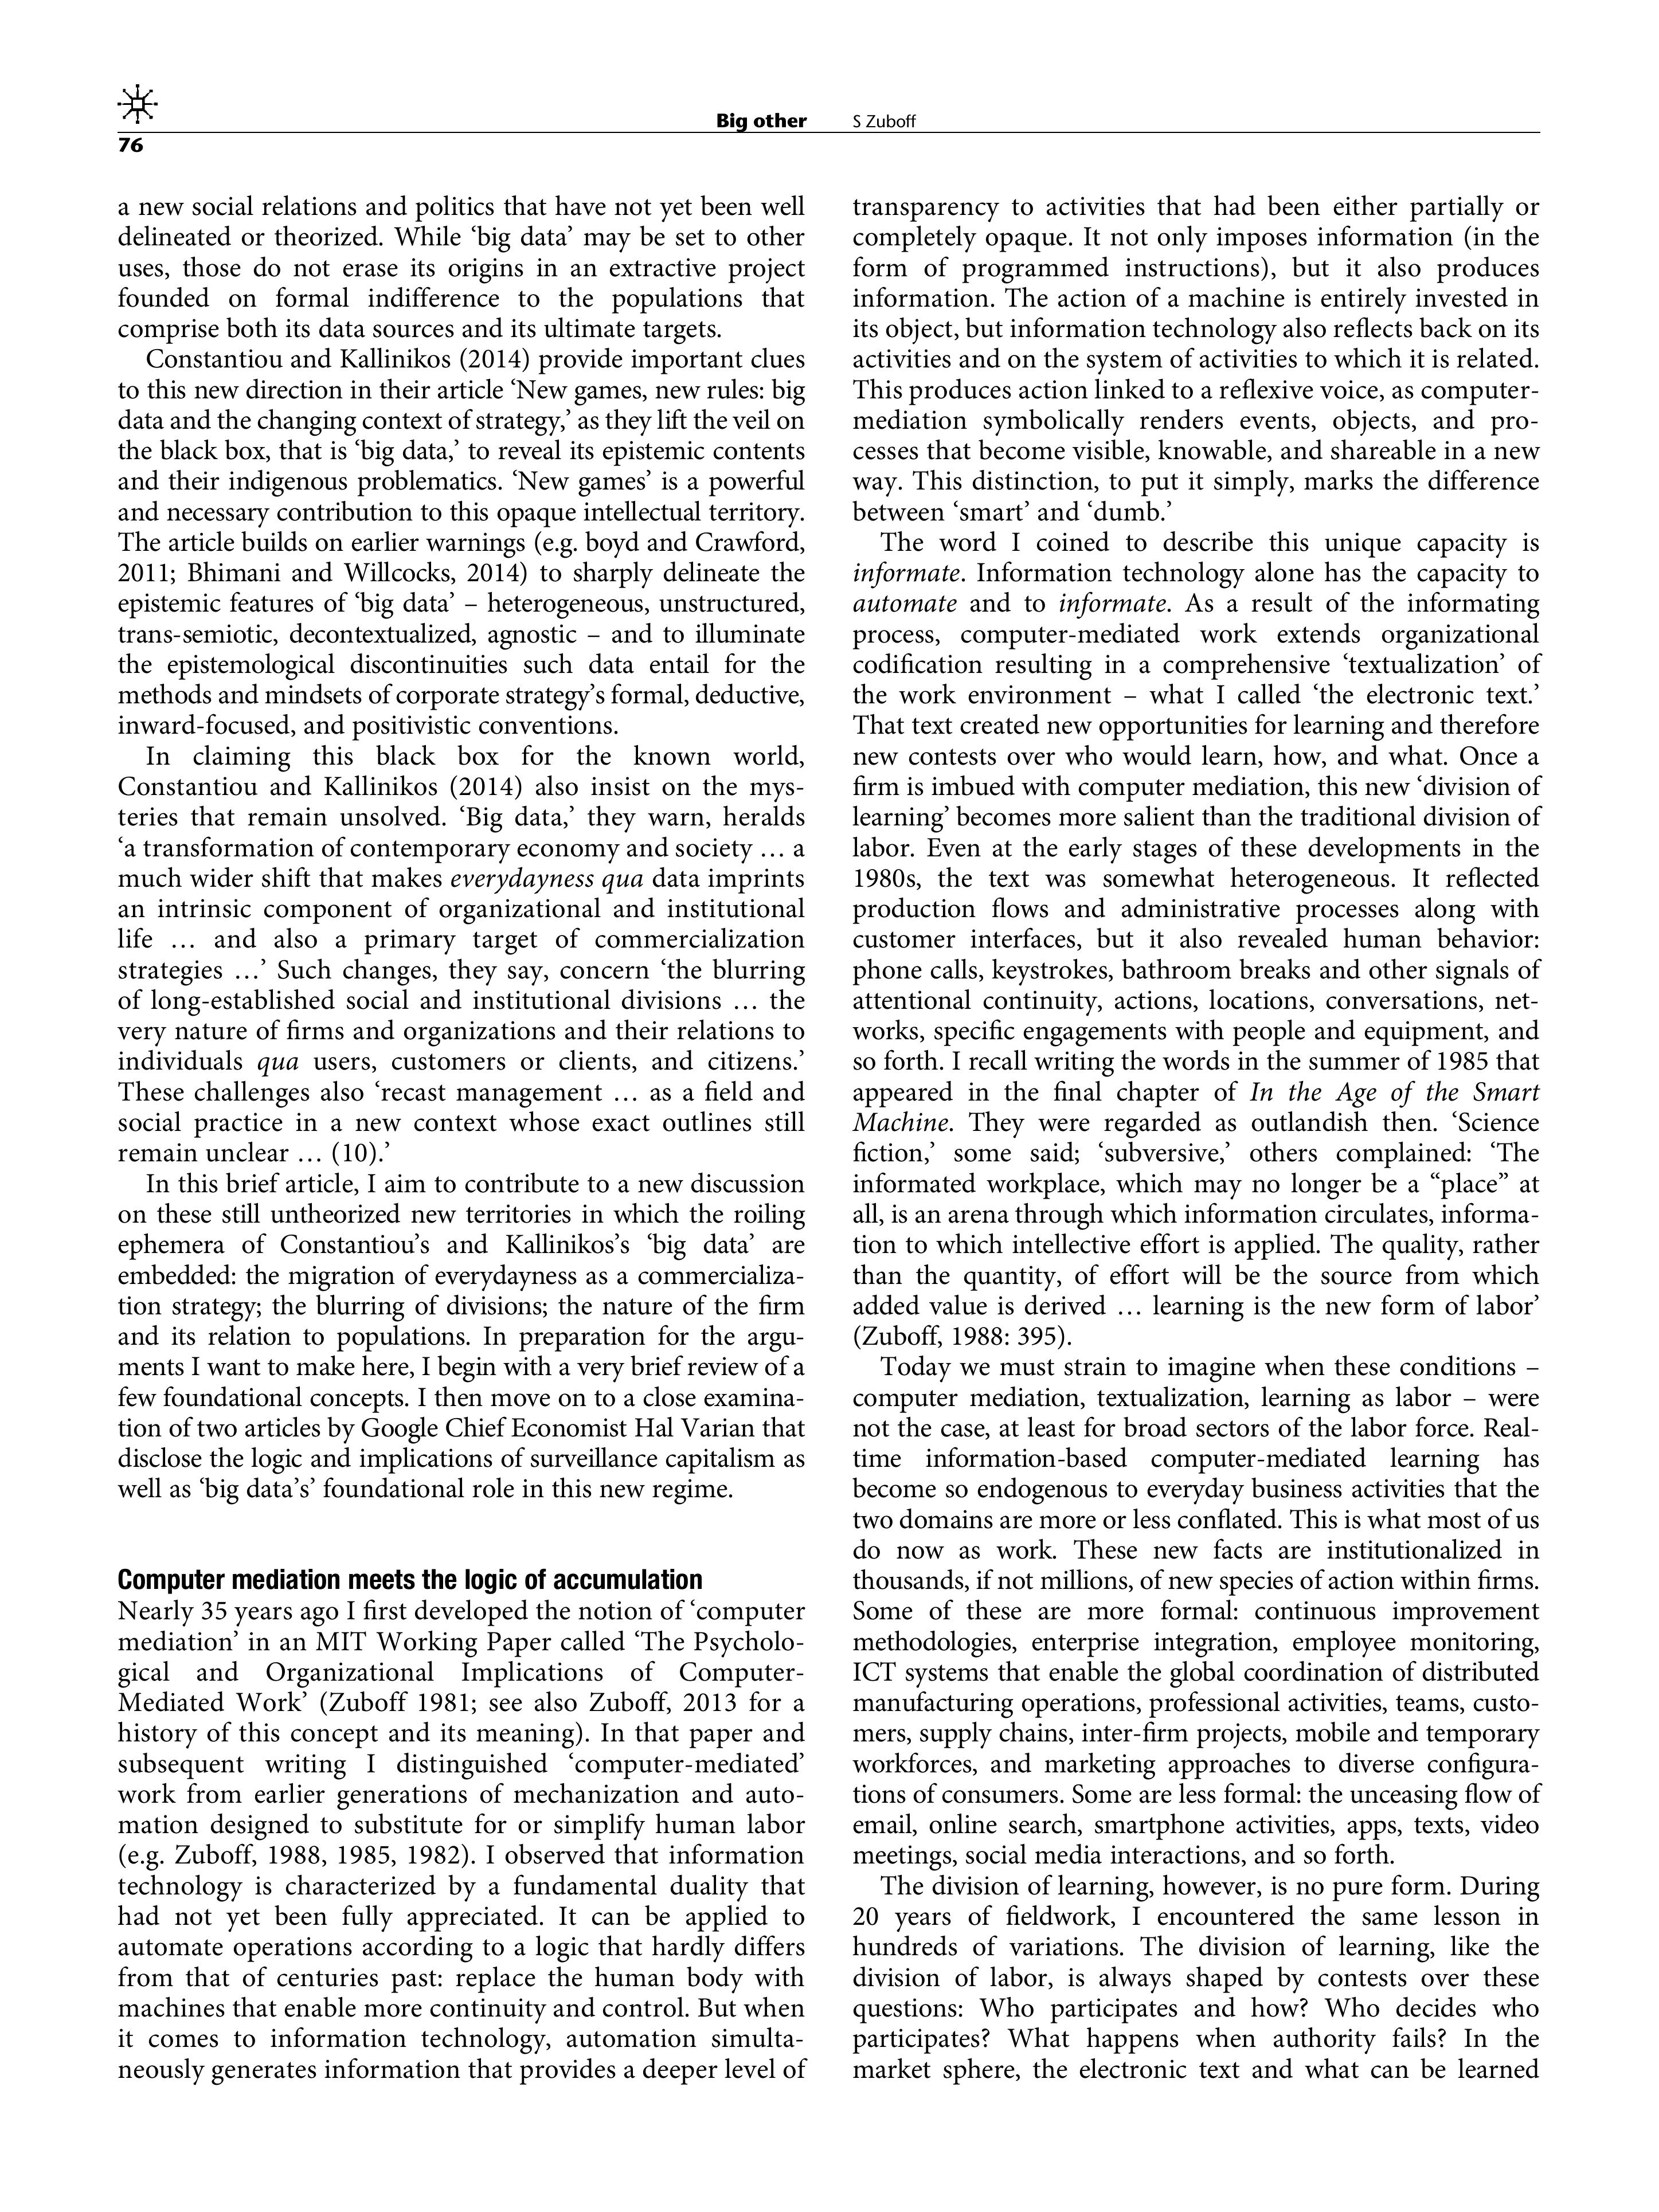 Big other S Zuboff
76
a new social relations and politics that have not yet been well
delineated or theorized. While ‘big data’ may be set to other
uses, those do not erase its origins in an extractive project
founded on formal indifference to the populations that
comprise both its data sources and its ultimate targets.
Constantiou and Kallinikos (2014) provide important clues
to this new direction in their article ‘New games, new rules: big
data and the changing context of strategy,’ as they lift the veil on
the black box, that is ‘big data,’ to reveal its epistemic contents
and their indigenous problematics. ‘New games’ is a powerful
and necessary contribution to this opaque intellectual territory.
The article builds on earlier warnings (e.g. boyd and Crawford,
2011; Bhimani and Willcocks, 2014) to sharply delineate the
epistemic features of ‘big data’ – heterogeneous, unstructured,
trans-semiotic, decontextualized, agnostic – and to illuminate
the epistemological discontinuities such data entail for the
methods and mindsets of corporate strategy’s formal, deductive,
inward-focused, and positivistic conventions.
In claiming this black box for the known world,
Constantiou and Kallinikos (2014) also insist on the mys-
teries that remain unsolved. ‘Big data,’ they warn, heralds
‘a transformation of contemporary economy and society … a
much wider shift that makes everydayness qua data imprints
an intrinsic component of organizational and institutional
life … and also a primary target of commercialization
strategies …’ Such changes, they say, concern ‘the blurring
of long-established social and institutional divisions … the
very nature of firms and organizations and their relations to
individuals qua users, customers or clients, and citizens.’
These challenges also ‘recast management … as a field and
social practice in a new context whose exact outlines still
remain unclear … (10).’
In this brief article, I aim to contribute to a new discussion
on these still untheorized new territories in which the roiling
ephemera of Constantiou’s and Kallinikos’s ‘big data’ are
embedded: the migration of everydayness as a commercializa-
tion strategy; the blurring of divisions; the nature of the firm
and its relation to populations. In preparation for the argu-
ments I want to make here, I begin with a very brief review of a
few foundational concepts. I then move on to a close examina-
tion of two articles by Google Chief Economist Hal Varian that
disclose the logic and implications of surveillance capitalism as
well as ‘big data’s’ foundational role in this new regime.
Computer mediation meets the logic of accumulation
Nearly 35 years ago I first developed the notion of ‘computer
mediation’ in an MIT Working Paper called ‘The Psycholo-
gical and Organizational Implications of Computer-
Mediated Work’ (Zuboff 1981; see also Zuboff, 2013 for a
history of this concept and its meaning). In that paper and
subsequent writing I distinguished ‘computer-mediated’
work from earlier generations of mechanization and auto-
mation designed to substitute for or simplify human labor
(e.g. Zuboff, 1988, 1985, 1982). I observed that information
technology is characterized by a fundamental duality that
had not yet been fully appreciated. It can be applied to
automate operations according to a logic that hardly differs
from that of centuries past: replace the human body with
machines that enable more continuity and control. But when
it comes to information technology, automation simulta-
neously generates information that provides a deeper level of
transparency to activities that had been either partially or
completely opaque. It not only imposes information (in the
form of programmed instructions), but it also produces
information. The action of a machine is entirely invested in
its object, but information technology also reflects back on its
activities and on the system of activities to which it is related.
This produces action linked to a reflexive voice, as computer-
mediation symbolically renders events, objects, and pro-
cesses that become visible, knowable, and shareable in a new
way. This distinction, to put it simply, marks the difference
between ‘smart’ and ‘dumb.’
The word I coined to describe this unique capacity is
informate. Information technology alone has the capacity to
automate and to informate. As a result of the informating
process, computer-mediated work extends organizational
codification resulting in a comprehensive ‘textualization’ of
the work environment – what I called ‘the electronic text.’
That text created new opportunities for learning and therefore
new contests over who would learn, how, and what. Once a
firm is imbued with computer mediation, this new ‘division of
learning’ becomes more salient than the traditional division of
labor. Even at the early stages of these developments in the
1980s, the text was somewhat heterogeneous. It reflected
production flows and administrative processes along with
customer interfaces, but it also revealed human behavior:
phone calls, keystrokes, bathroom breaks and other signals of
attentional continuity, actions, locations, conversations, net-
works, specific engagements with people and equipment, and
so forth. I recall writing the words in the summer of 1985 that
appeared in the final chapter of In the Age of the Smart
Machine. They were regarded as outlandish then. ‘Science
fiction,’ some said; ‘subversive,’ others complained: ‘The
informated workplace, which may no longer be a “place” at
all, is an arena through which information circulates, informa-
tion to which intellective effort is applied. The quality, rather
than the quantity, of effort will be the source from which
added value is derived … learning is the new form of labor’
(Zuboff, 1988: 395).
Today we must strain to imagine when these conditions –
computer mediation, textualization, learning as labor – were
not the case, at least for broad sectors of the labor force. Real-
time information-based computer-mediated learning has
become so endogenous to everyday business activities that the
two domains are more or less conflated. This is what most of us
do now as work. These new facts are institutionalized in
thousands, if not millions, of new species of action within firms.
Some of these are more formal: continuous improvement
methodologies, enterprise integration, employee monitoring,
ICT systems that enable the global coordination of distributed
manufacturing operations, professional activities, teams, custo-
mers, supply chains, inter-firm projects, mobile and temporary
workforces, and marketing approaches to diverse configura-
tions of consumers. Some are less formal: the unceasing flow of
email, online search, smartphone activities, apps, texts, video
meetings, social media interactions, and so forth.
The division of learning, however, is no pure form. During
20 years of fieldwork, I encountered the same lesson in
hundreds of variations. The division of learning, like the
division of labor, is always shaped by contests over these
questions: Who participates and how? Who decides who
participates? What happens when authority fails? In the
market sphere, the electronic text and what can be learned